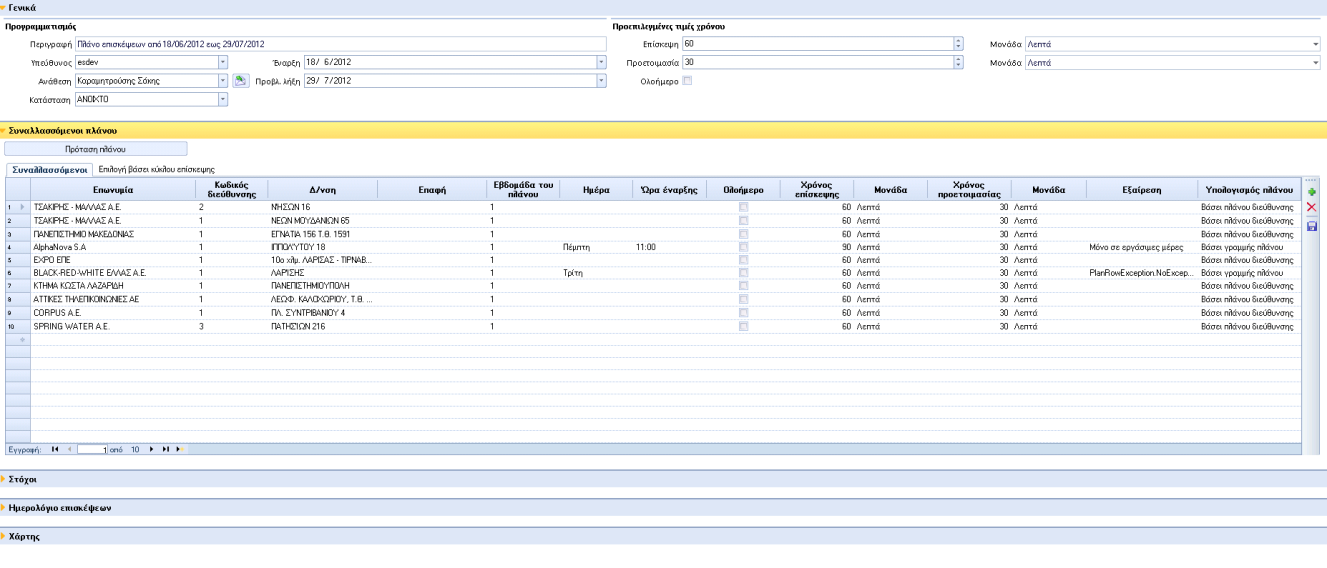 Γενικά
Προγραμματισμός
Προεπιλεγμένες τιμές χρόνου
Περιγραφή Πλάνο επισκέψεων από 18/06/2012 εως 29/07/2012
Επίσκεψη 60 Μονάδα Λεπτά
Υπεύθυνος esdev Έναρξη 18/ 6/2012
Προετοιμασία 30 Μονάδα Λεπτά
Ανάθεση Καραμητρούσης Σάκης Προβλ. λήξη 29/ 7/2012
Ολοήμερο
Κατάσταση ΑΝΟΙΧΤΟ
Συναλλασσόμενοι πλάνου
Πρόταση πλάνου
Συναλλασσόμενοι Επιλογή βάσει κύκλου επίσκεψης
Επωνυμία Κωδικός διεύθυνσης Δ/νση Επαφή Εβδομάδα του πλάνου Ημέρα Ώρα έναρξης Ολοήμερο Χρόνος επίσκεψης Μονάδα Χρόνος προετοιμασίας Μονάδα Εξαίρεση Υπολογισμός πλάνου
1 ΤΣΑΚΙΡΗΣ - ΜΑΛΛΑΣ Α.Ε. 2 ΝΗΣΩΝ 16 1 60 Λεπτά 30 Λεπτά Βάσει πλάνου διεύθυνσης
2 ΤΣΑΚΙΡΗΣ - ΜΑΛΛΑΣ Α.Ε. 1 ΝΕΩΝ ΜΟΥΔΑΝΙΩΝ 65 1 60 Λεπτά 30 Λεπτά Βάσει πλάνου διεύθυνσης
3 ΠΑΝΕΠΙΣΤΗΜΙΟ ΜΑΚΕΔΟΝΙΑΣ 1 ΕΓΝΑΤΙΑ 156 Τ.Θ. 1591 1 60 Λεπτά 30 Λεπτά Βάσει πλάνου διεύθυνσης
4 AlphaNova S.A 1 ΙΠΠΟΛΥΤΟΥ 18 1 Πέμπτη 11:00 90 Λεπτά 30 Λεπτά Μόνο σε εργάσιμες μέρες Βάσει γραμμής πλάνου
5 ΕΧΡΟ ΕΠΕ 1 10ο χλμ. ΛΑΡΙΣΑΣ - ΤΙΡΝΑΒ... 1 60 Λεπτά 30 Λεπτά Βάσει πλάνου διεύθυνσης
6 BLACK-RED-WHITE ΕΛΛΑΣ Α.Ε. 1 ΛΑΡΙΣΗΣ 1 Τρίτη 60 Λεπτά 30 Λεπτά PlanRowException.NoExcep... Βάσει γραμμής πλάνου
7 ΚΤΗΜΑ ΚΩΣΤΑ ΛΑΖΑΡΙΔΗ 1 ΠΑΝΕΠΙΣΤΗΜΙΟΥΠΟΛΗ 1 60 Λεπτά 30 Λεπτά Βάσει πλάνου διεύθυνσης
8 ΑΤΤΙΚΕΣ ΤΗΛΕΠΙΚΟΙΝΩΝΙΕΣ ΑΕ 1 ΛΕΩΦ. ΚΑΛΟΧΩΡΙΟΥ, Τ.Θ. ... 1 60 Λεπτά 30 Λεπτά Βάσει πλάνου διεύθυνσης
9 CORPUS Α.Ε. 1 ΠΛ. ΣΥΝΤΡΙΒΑΝΙΟΥ 4 1 60 Λεπτά 30 Λεπτά Βάσει πλάνου διεύθυνσης
10 SPRING WATER Α.Ε. 3 ΠΑΤΗΣΙΩΝ 216 1 60 Λεπτά 30 Λεπτά Βάσει πλάνου διεύθυνσης
Εγγραφή: 1 από 10
Στόχοι
Ημερολόγιο επισκέψεων
Χάρτης